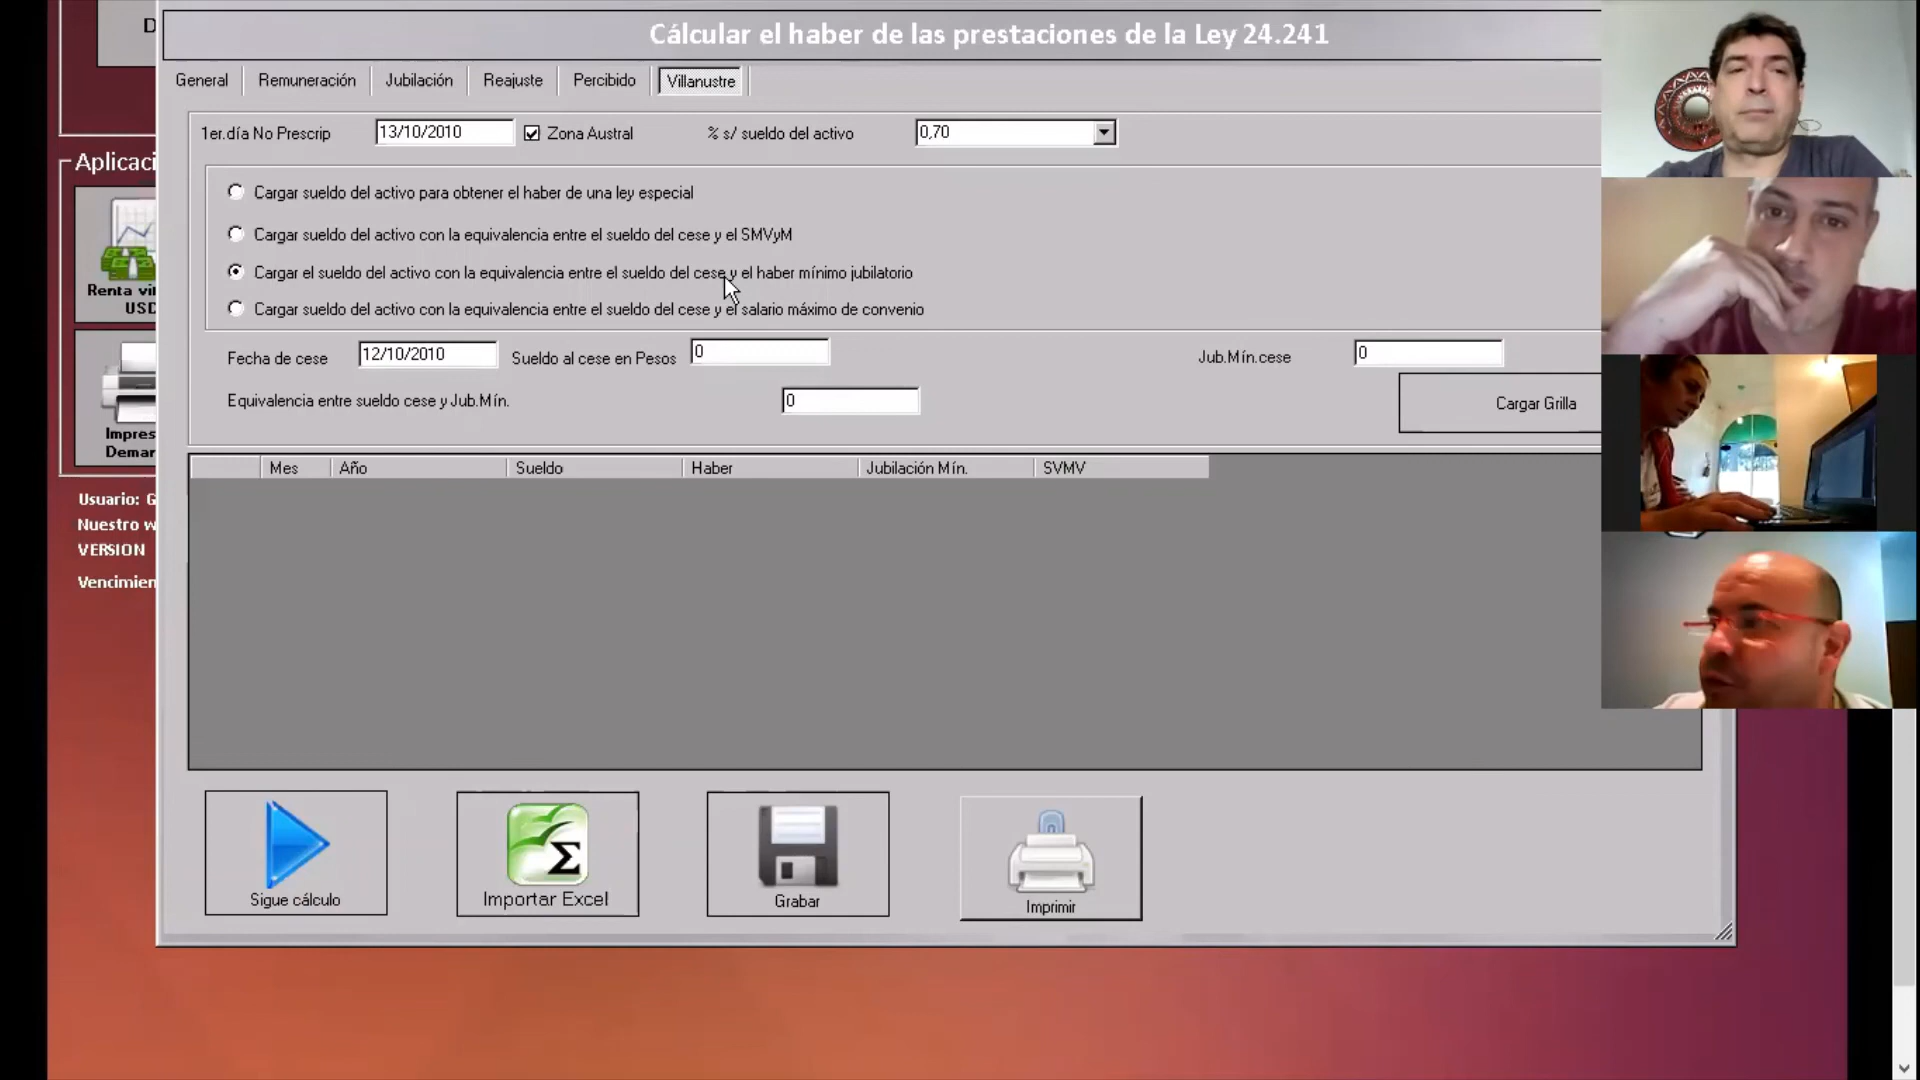 D
Cálcular el haber de las prestaciones de la Ley 24.241
General Remuneración Jubilación Reajuste Percibido Villanustre
1er.día No Prescrip 13/10/2010 Zona Austral % s/ sueldo del activo 0,70
Aplicaci
Cargar sueldo del activo para obtener el haber de una ley especial
Cargar sueldo del activo con la equivalencia entre el sueldo del cese y el SMVyM
Cargar el sueldo del activo con la equivalencia entre el sueldo del cese y el haber mínimo jubilatorio
Cargar sueldo del activo con la equivalencia entre el sueldo del cese y el salario máximo de convenio
Renta vi
USD
Fecha de cese 12/10/2010 Sueldo al cese en Pesos 0 Jub.Mín.cese 0
Equivalencia entre sueldo cese y Jub.Mín. 0 Cargar Grilla
Impres
Demar
Mes Año Sueldo Haber Jubilación Mín. SVMV
Usuario: G
Nuestro w
VERSION
Vencimien
Sigue cálculo Importar Excel Grabar Imprimir